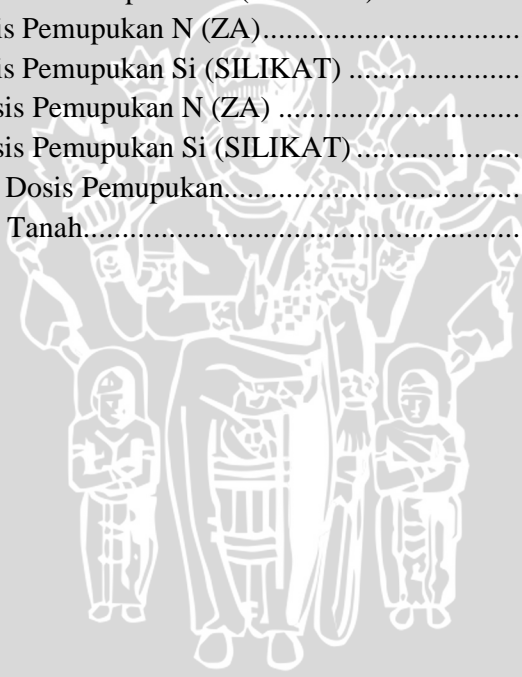 is Pemupukan N (ZA)..............................
is Pemupukan Si (SILIKAT) ....................
sis Pemupukan N (ZA) ............................
sis Pemupukan Si (SILIKAT)...................
Dosis Pemupukan...................................
Tanah......................................................